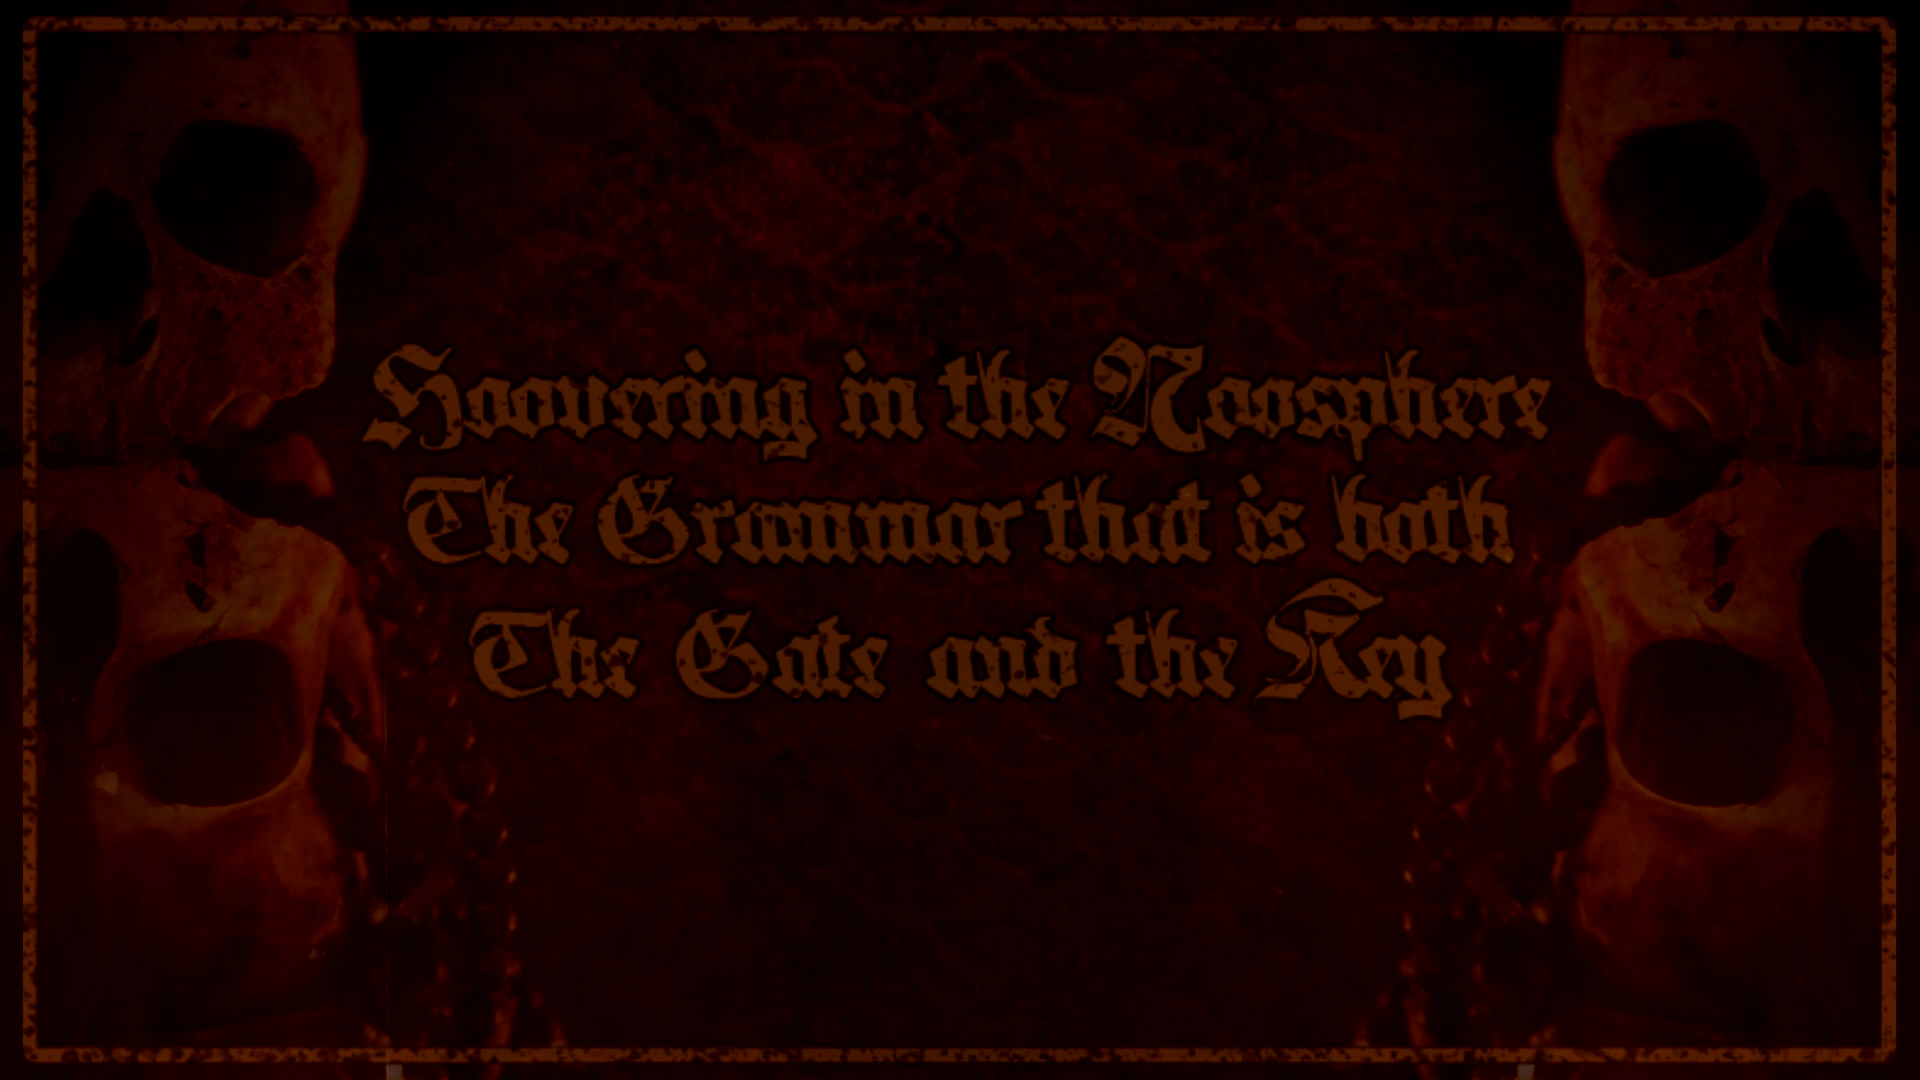 Hoovering in the Noosphere
The Grammar that is both
The Gate and the Key